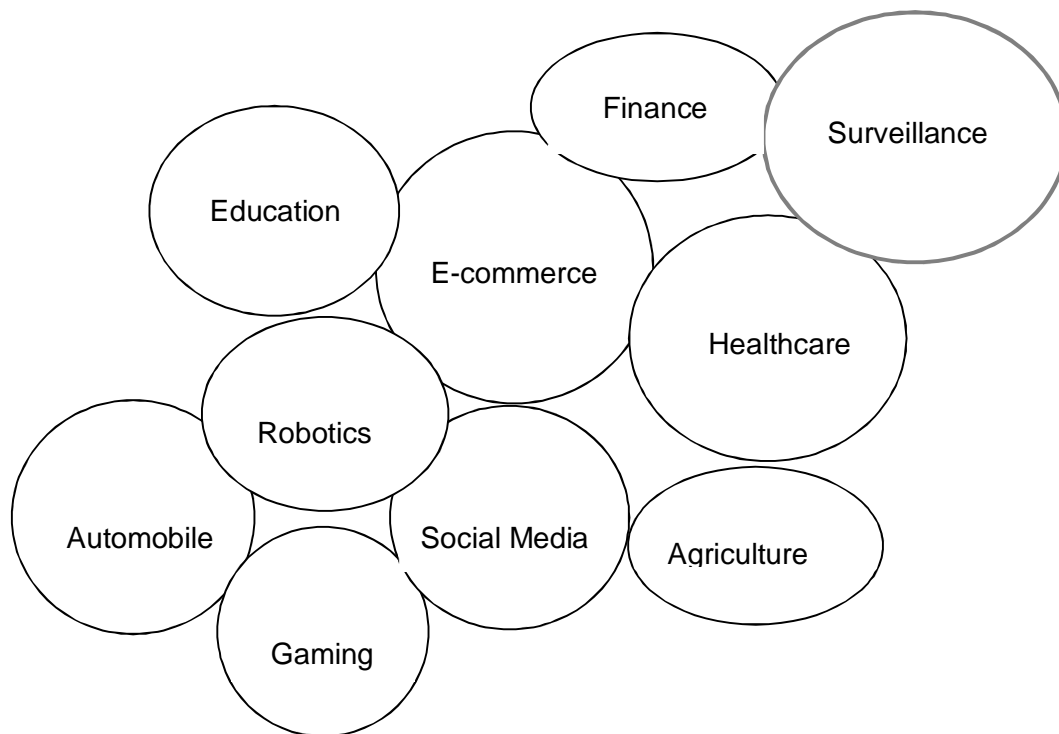 Finance
Surveillance
Education
E-commerce
Healthcare
Robotics
Automobile
Social Media
Agriculture
Gaming